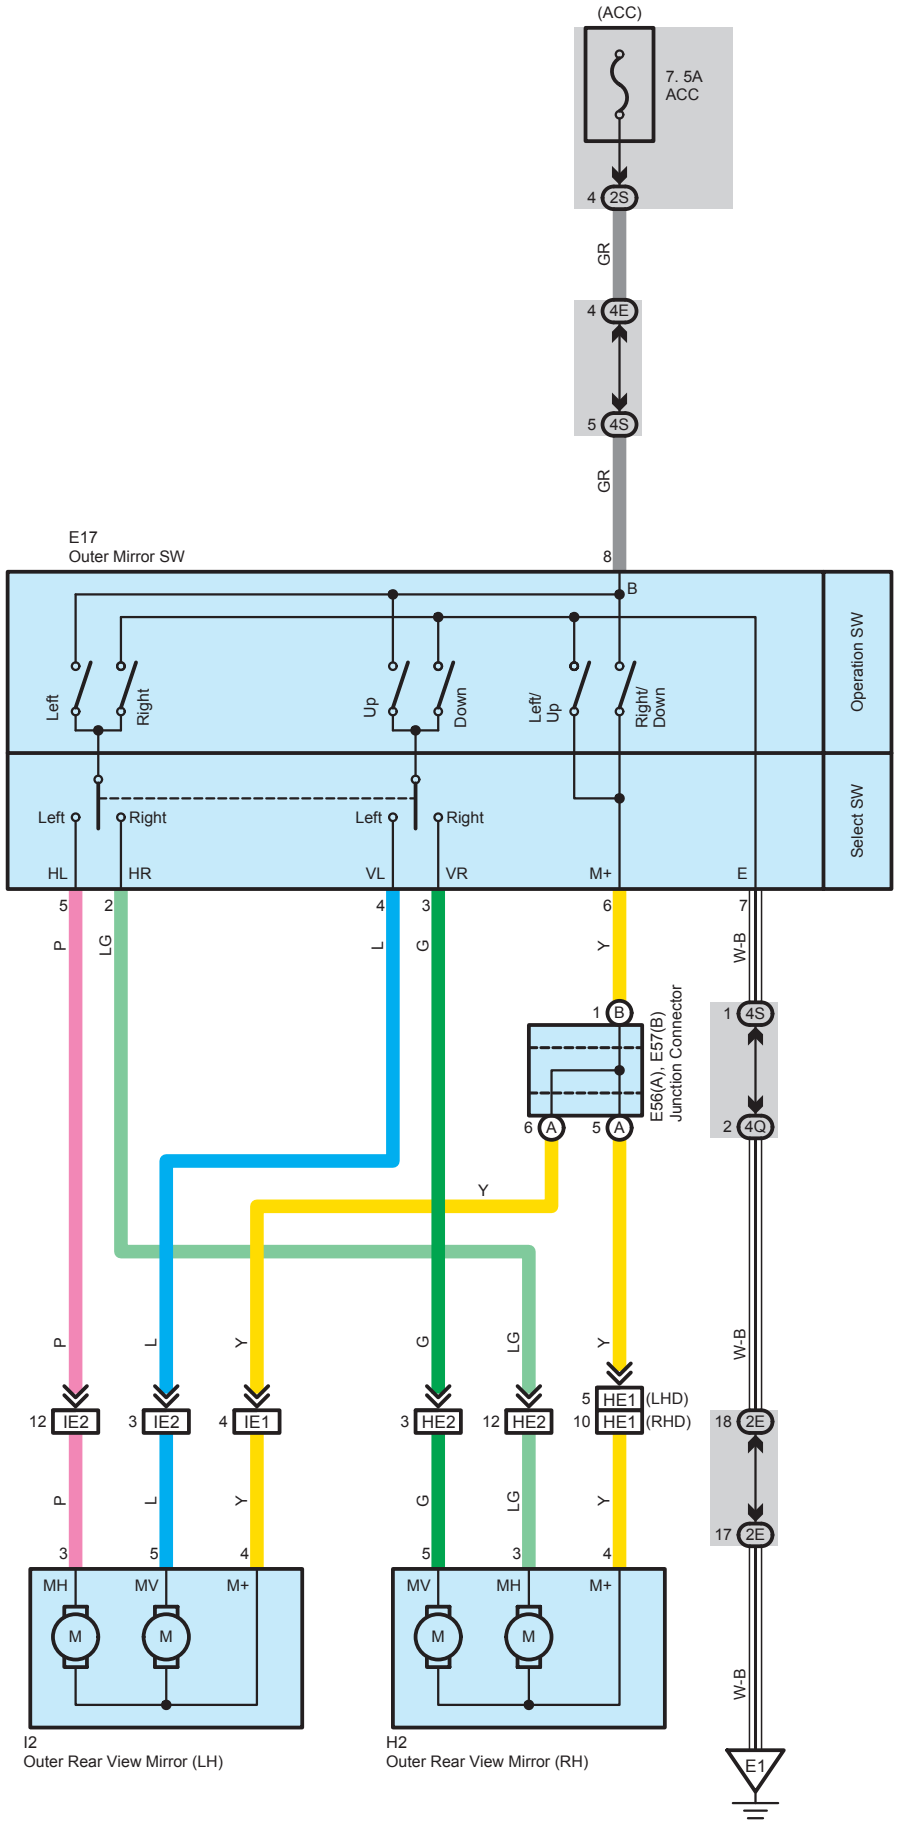 (ACC)
7. 5A
ACC
4 2S
GR
4 4E
5 4S
GR
E17
Outer Mirror SW
8
B
Left
Right
Up
Down
Left/
Up
Right/
Down
Operation SW
Left
Right
Left
Right
Select SW
HL
HR
VL
VR
M+
E
5
2
4
3
6
7
P
LG
L
G
Y
W-B
1 B
E56(A), E57(B)
Junction Connector
1 4S
6 A
5 A
2 4Q
Y
P
L
Y
G
LG
Y
W-B
5 HE1 (LHD)
12 IE2
3 IE2
4 IE1
3 HE2
12 HE2
10 HE1 (RHD)
18 2E
P
L
Y
G
LG
Y
17 2E
3
5
4
5
3
4
MH
MV
M+
MV
MH
M+
M
M
M
M
W-B
I2
Outer Rear View Mirror (LH)
H2
Outer Rear View Mirror (RH)
E1